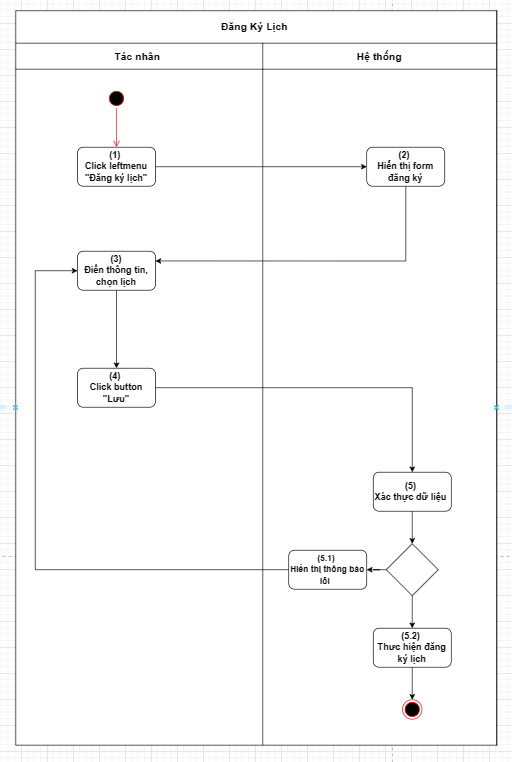 Đăng Ký Lịch
Tác nhân
Hệ thống
(1)
Click leftmenu
"Đăng ký lịch"
(2)
Hiển thị form
đăng ký
(3)
Điền thông tin,
chọn lịch
(4)
Click button
"Lưu"
(5)
Xác thực dữ liệu
(5.1)
Hiển thị thông báo
lỗi
(5.2)
Thưc hiện đăng
ký lịch